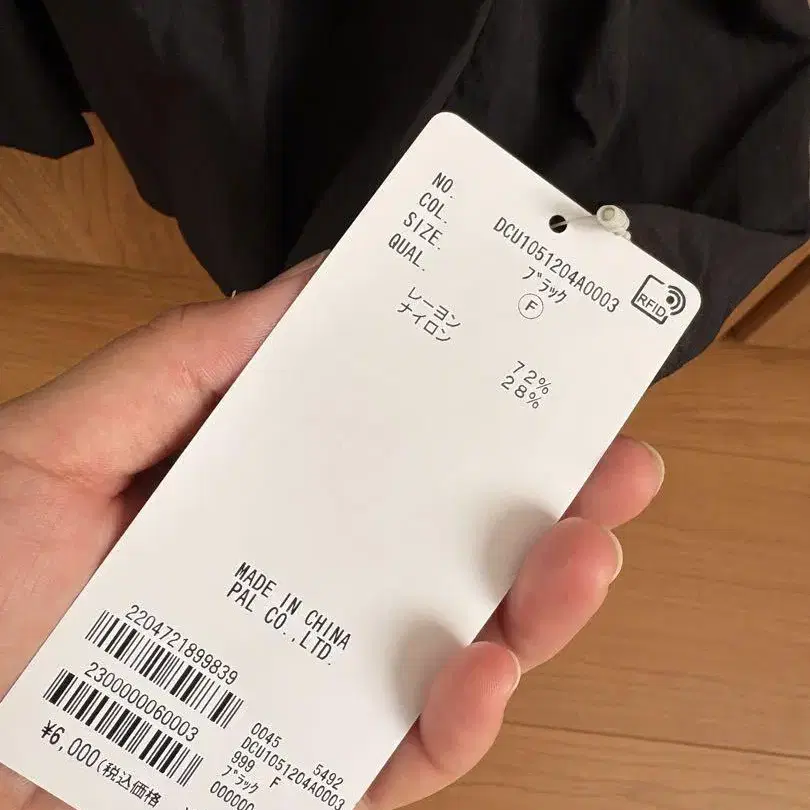 NO. DCU1051204A0003
COL. ブラック
SIZE. F
QUAL.
レーヨン 72%
ナイロン 28%
RFID
MADE IN CHINA
PAL CO.,LTD.
2204721899839
2300000060003
0045 5492
DCU1051204A0003
999 F
ブラック
000000
¥6,000(税込価格